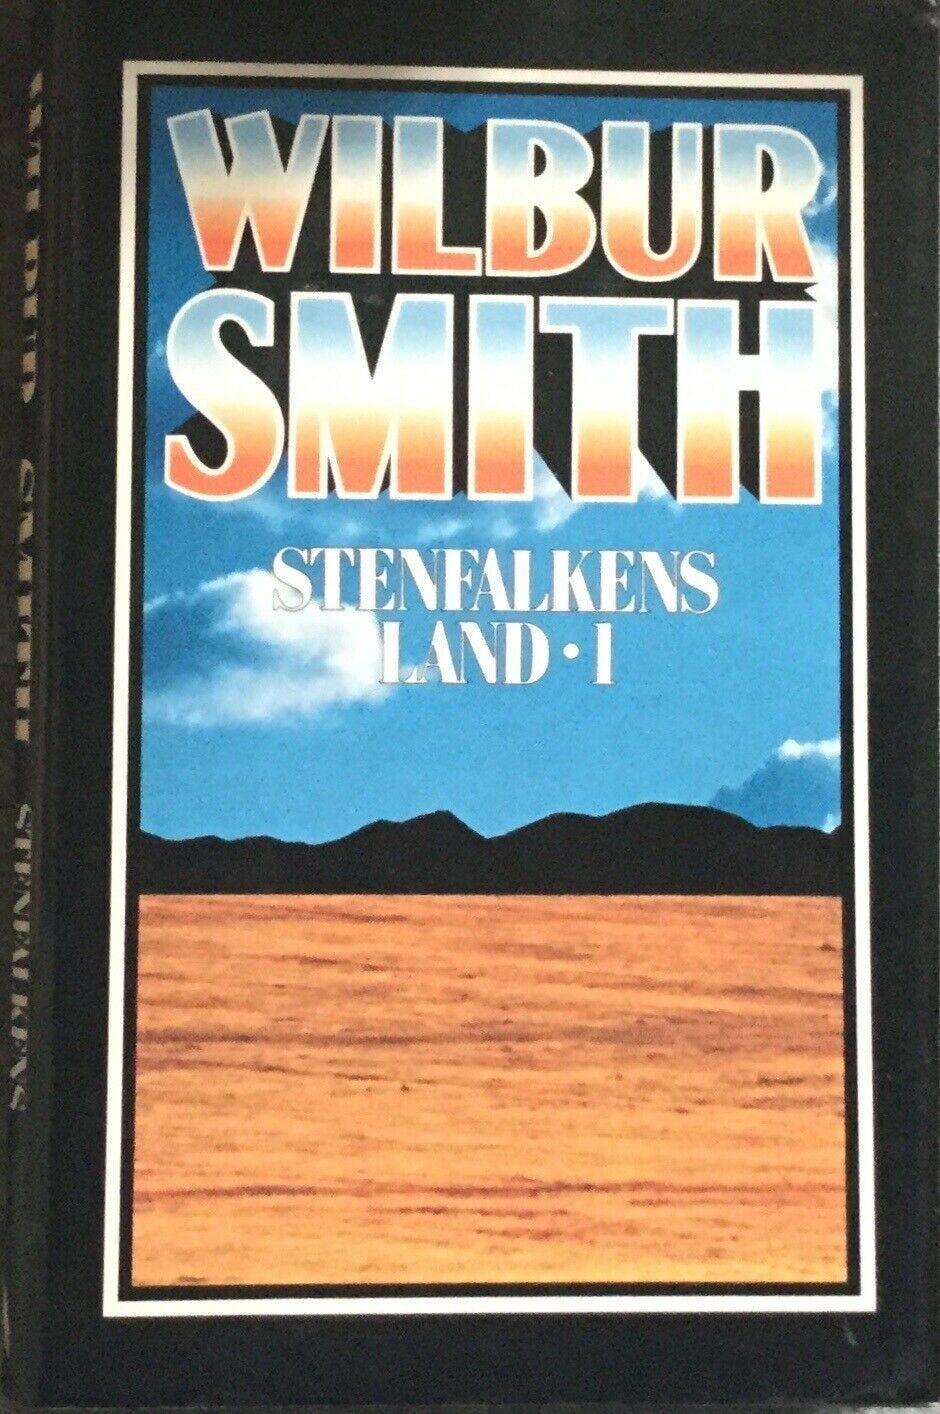 WILBUR
SMITH
STENFALKENS
LAND • 1
WILBUR SMITH STENFALKENS